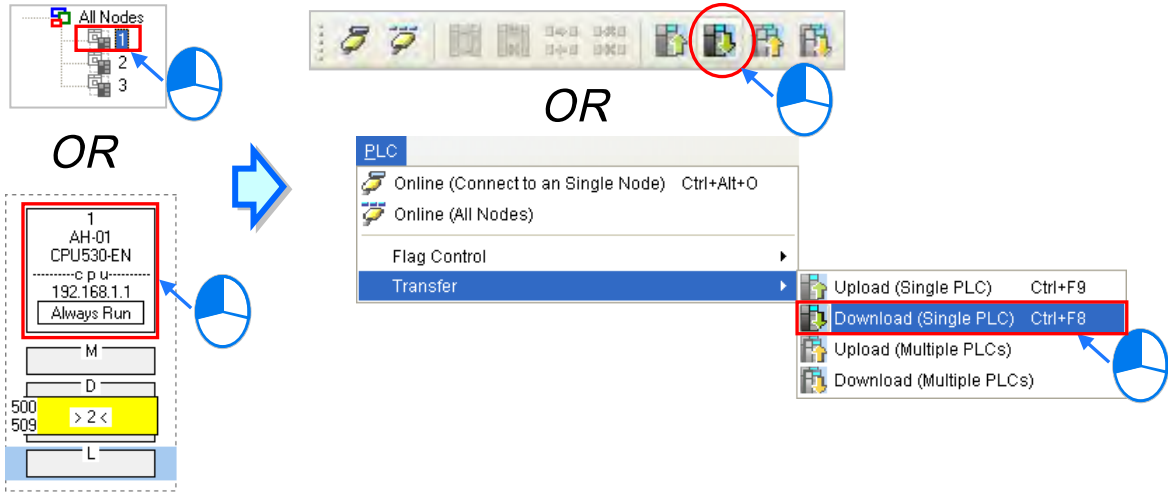 All Nodes
1
2
3
OR
1
AH-01
CPU530-EN
c p u
192.168.1.1
Always Run
M
D
500
509
> 2 <
L
OR
PLC
Online (Connect to an Single Node) Ctrl+Alt+O
Online (All Nodes)
Flag Control
Transfer
Upload (Single PLC) Ctrl+F9
Download (Single PLC) Ctrl+F8
Upload (Multiple PLCs)
Download (Multiple PLCs)